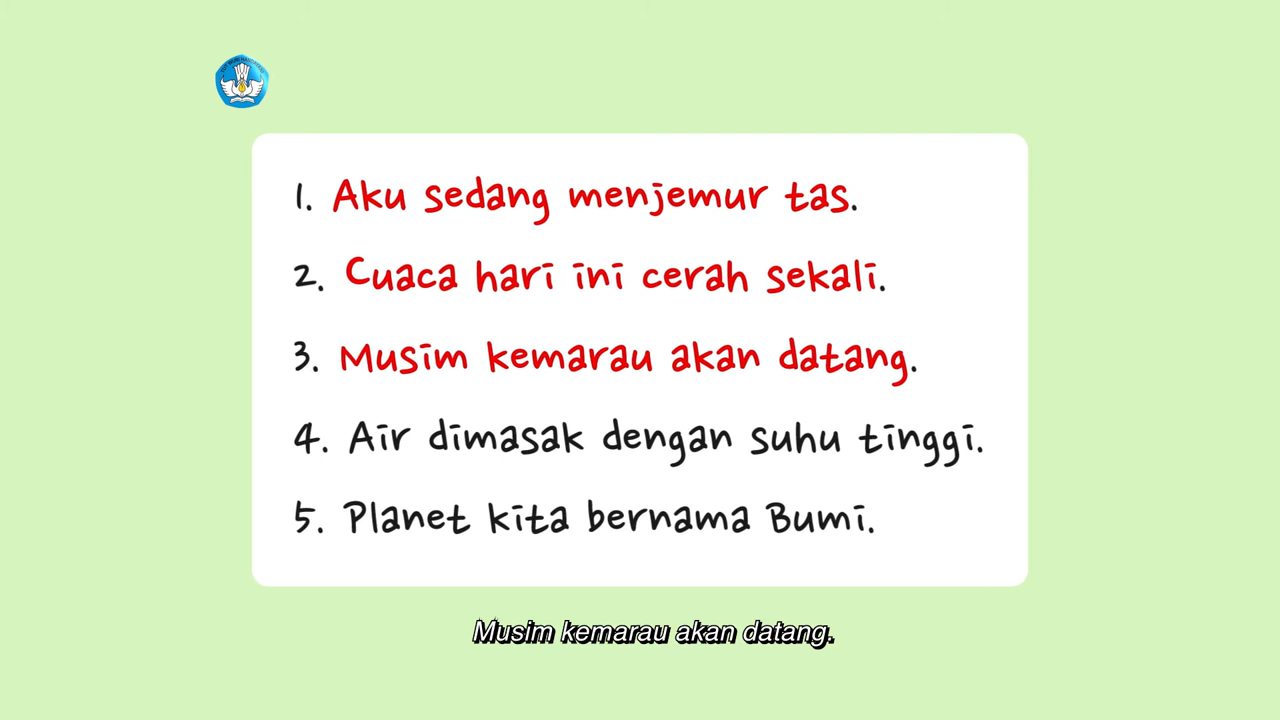 1. Aku sedang menjemur tas.
2. Cuaca hari ini cerah sekali.
3. Musim kemarau akan datang.
4. Air dimasak dengan suhu tinggi.
5. Planet kita bernama Bumi.
Musim kemarau akan datang.